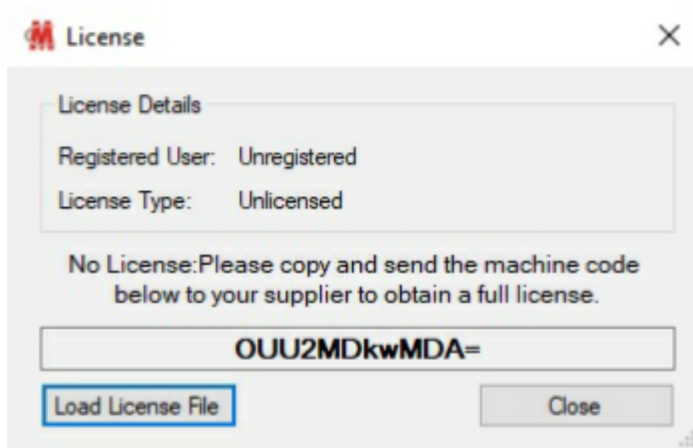 License
License Details
Registered User: Unregistered
License Type: Unlicensed
No License:Please copy and send the machine code
below to your supplier to obtain a full license.
OUU2MDkwMDA=
Load License File
Close